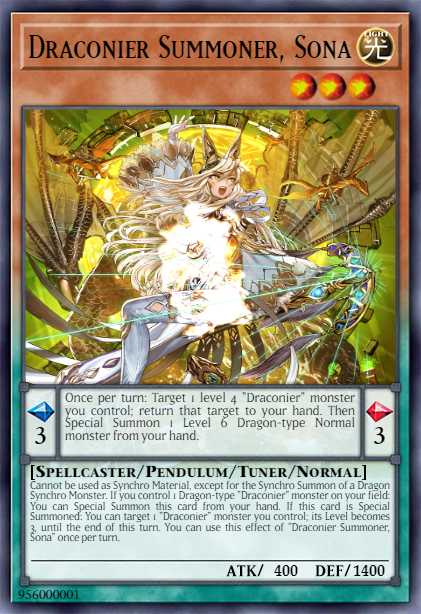 DRACONIER SUMMONER, SONA
LIGHT
光
Once per turn: Target 1 level 4 "Draconier" monster
you control; return that target to your hand. Then
Special Summon 1 Level 6 Dragon-type Normal
monster from your hand.
3
3
[SPELLCASTER/PENDULUM/TUNER/NORMAL]
Cannot be used as Synchro Material, except for the Synchro Summon of a Dragon
Synchro Monster. If you control 1 Dragon-type "Draconier" monster on your field:
You can Special Summon this card from your hand. If this card is Special
Summoned: You can target 1 "Draconier" monster you control; its Level becomes
3, until the end of this turn. You can use this effect of "Draconier Summoner,
Sona" once per turn.
ATK/ 400 DEF/1400
956000001